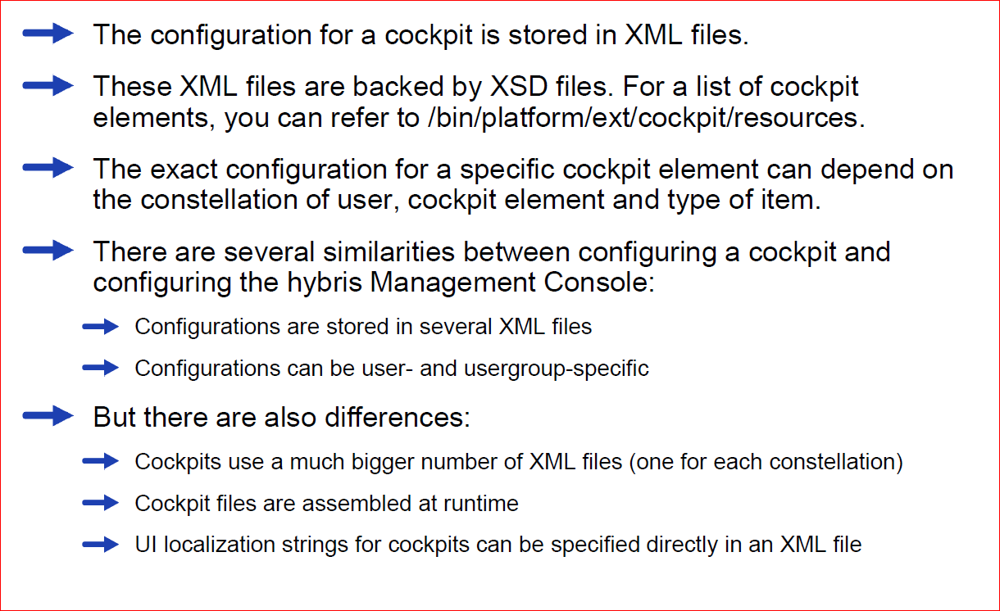 The configuration for a cockpit is stored in XML files.
These XML files are backed by XSD files. For a list of cockpit
elements, you can refer to /bin/platform/ext/cockpit/resources.
The exact configuration for a specific cockpit element can depend on
the constellation of user, cockpit element and type of item.
There are several similarities between configuring a cockpit and
configuring the hybris Management Console:
Configurations are stored in several XML files
Configurations can be user- and usergroup-specific
But there are also differences:
Cockpits use a much bigger number of XML files (one for each constellation)
Cockpit files are assembled at runtime
UI localization strings for cockpits can be specified directly in an XML file